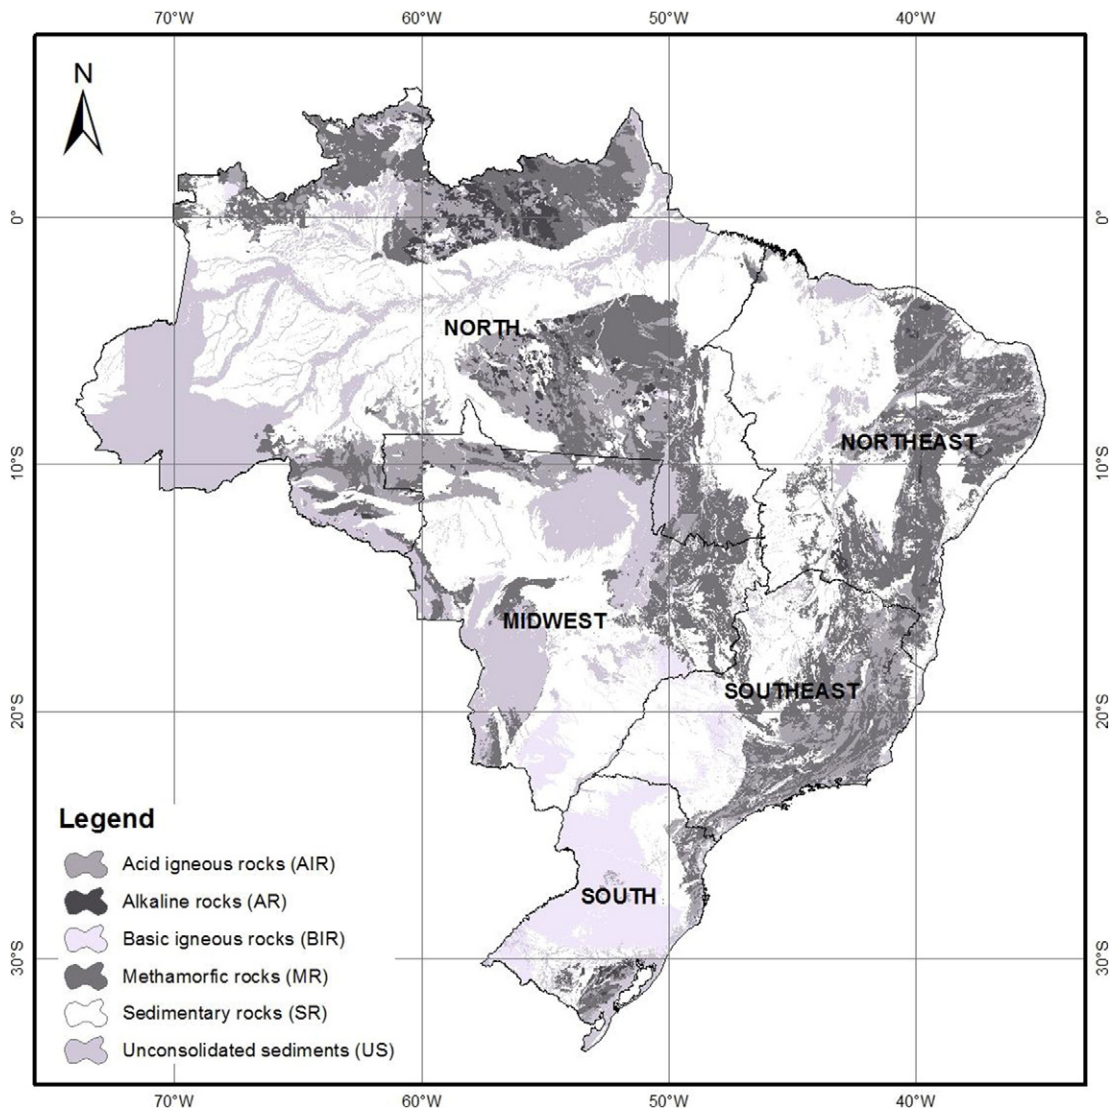 70°W 60°W 50°W 40°W
N
0° 0°
NORTH
NORTHEAST
10°S 10°S
MIDWEST
SOUTHEAST
20°S 20°S
Legend
Acid igneous rocks (AIR)
Alkaline rocks (AR)
SOUTH
Basic igneous rocks (BIR)
30°S 30°S
Methamorfic rocks (MR)
Sedimentary rocks (SR)
Unconsolidated sediments (US)
70°W 60°W 50°W 40°W